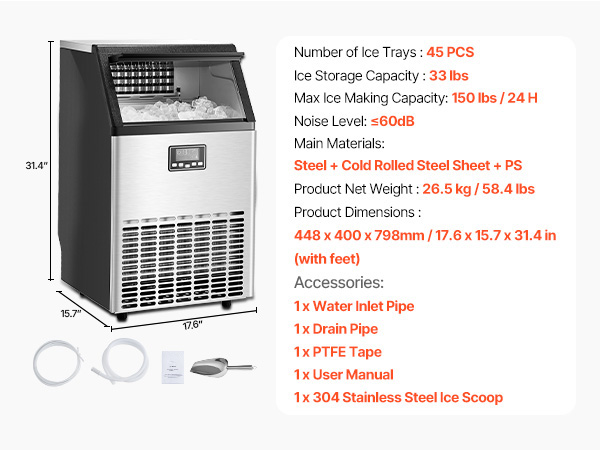 Number of Ice Trays : 45 PCS
Ice Storage Capacity : 33 lbs
Max Ice Making Capacity: 150 lbs / 24 H
Noise Level: ≤60dB
Main Materials:
Steel + Cold Rolled Steel Sheet + PS
Product Net Weight : 26.5 kg / 58.4 lbs
Product Dimensions :
448 x 400 x 798mm / 17.6 x 15.7 x 31.4 in
(with feet)
Accessories:
1 x Water Inlet Pipe
1 x Drain Pipe
1 x PTFE Tape
1 x User Manual
1 x 304 Stainless Steel Ice Scoop
31.4″
15.7″
17.6″